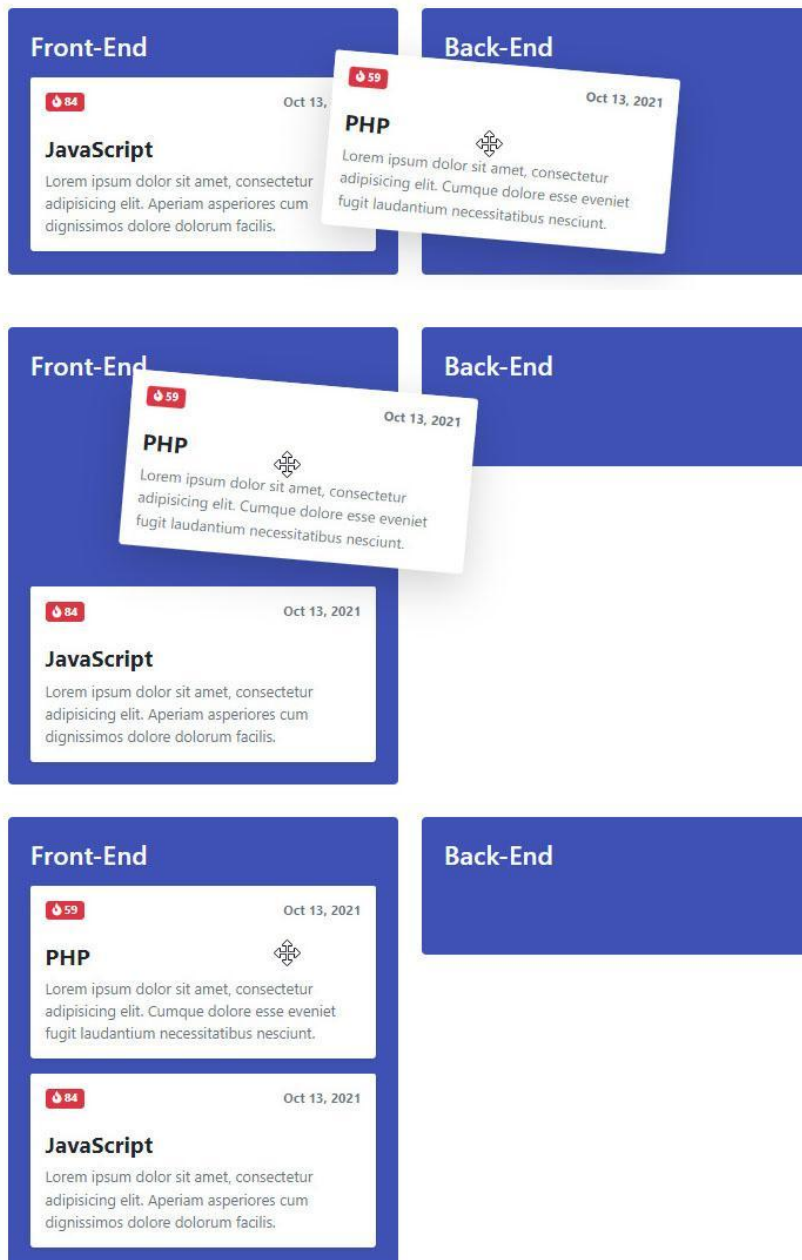 Front-End
Back-End
84
Oct 13,
JavaScript
Lorem ipsum dolor sit amet, consectetur
adipisicing elit. Aperiam asperiores cum
dignissimos dolore dolorum facilis.
59
Oct 13, 2021
PHP
Lorem ipsum dolor sit amet, consectetur
adipisicing elit. Cumque dolore esse eveniet
fugit laudantium necessitatibus nesciunt.
Front-End
Back-End
59
Oct 13, 2021
PHP
Lorem ipsum dolor sit amet, consectetur
adipisicing elit. Cumque dolore esse eveniet
fugit laudantium necessitatibus nesciunt.
84
Oct 13, 2021
JavaScript
Lorem ipsum dolor sit amet, consectetur
adipisicing elit. Aperiam asperiores cum
dignissimos dolore dolorum facilis.
Front-End
Back-End
59
Oct 13, 2021
PHP
Lorem ipsum dolor sit amet, consectetur
adipisicing elit. Cumque dolore esse eveniet
fugit laudantium necessitatibus nesciunt.
84
Oct 13, 2021
JavaScript
Lorem ipsum dolor sit amet, consectetur
adipisicing elit. Aperiam asperiores cum
dignissimos dolore dolorum facilis.